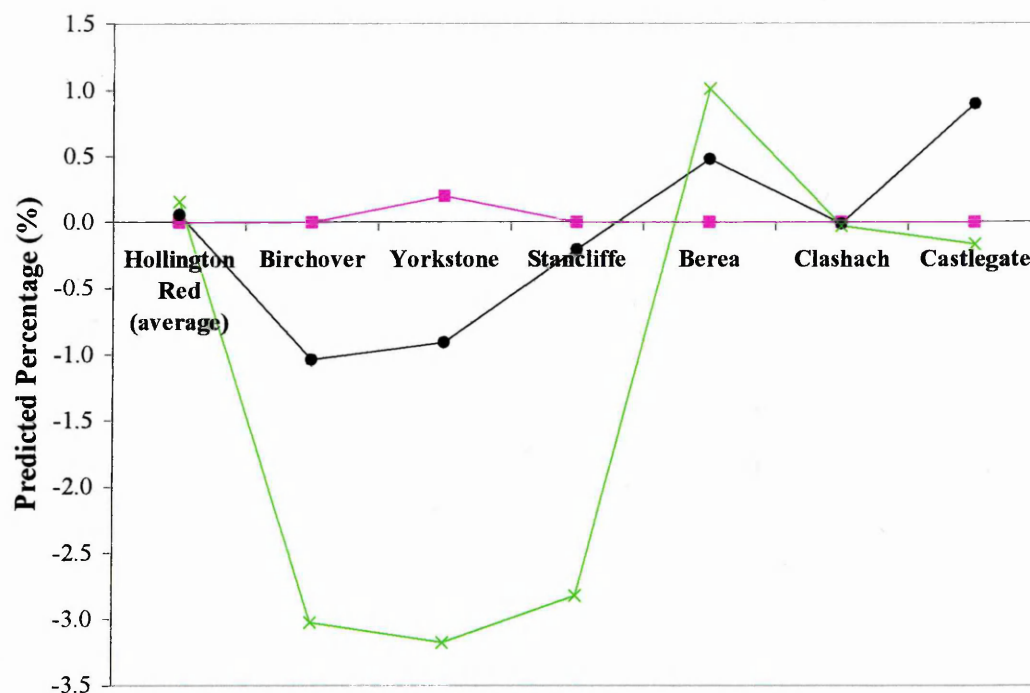 1.5
1.0
0.5
0.0
-0.5
-1.0
-1.5
-2.0
-2.5
-3.0
-3.5
Predicted Percentage (%)
Hollington
Red
(average)
Birchover
Yorkstone
Stancliffe
Berea
Clashach
Castlegate